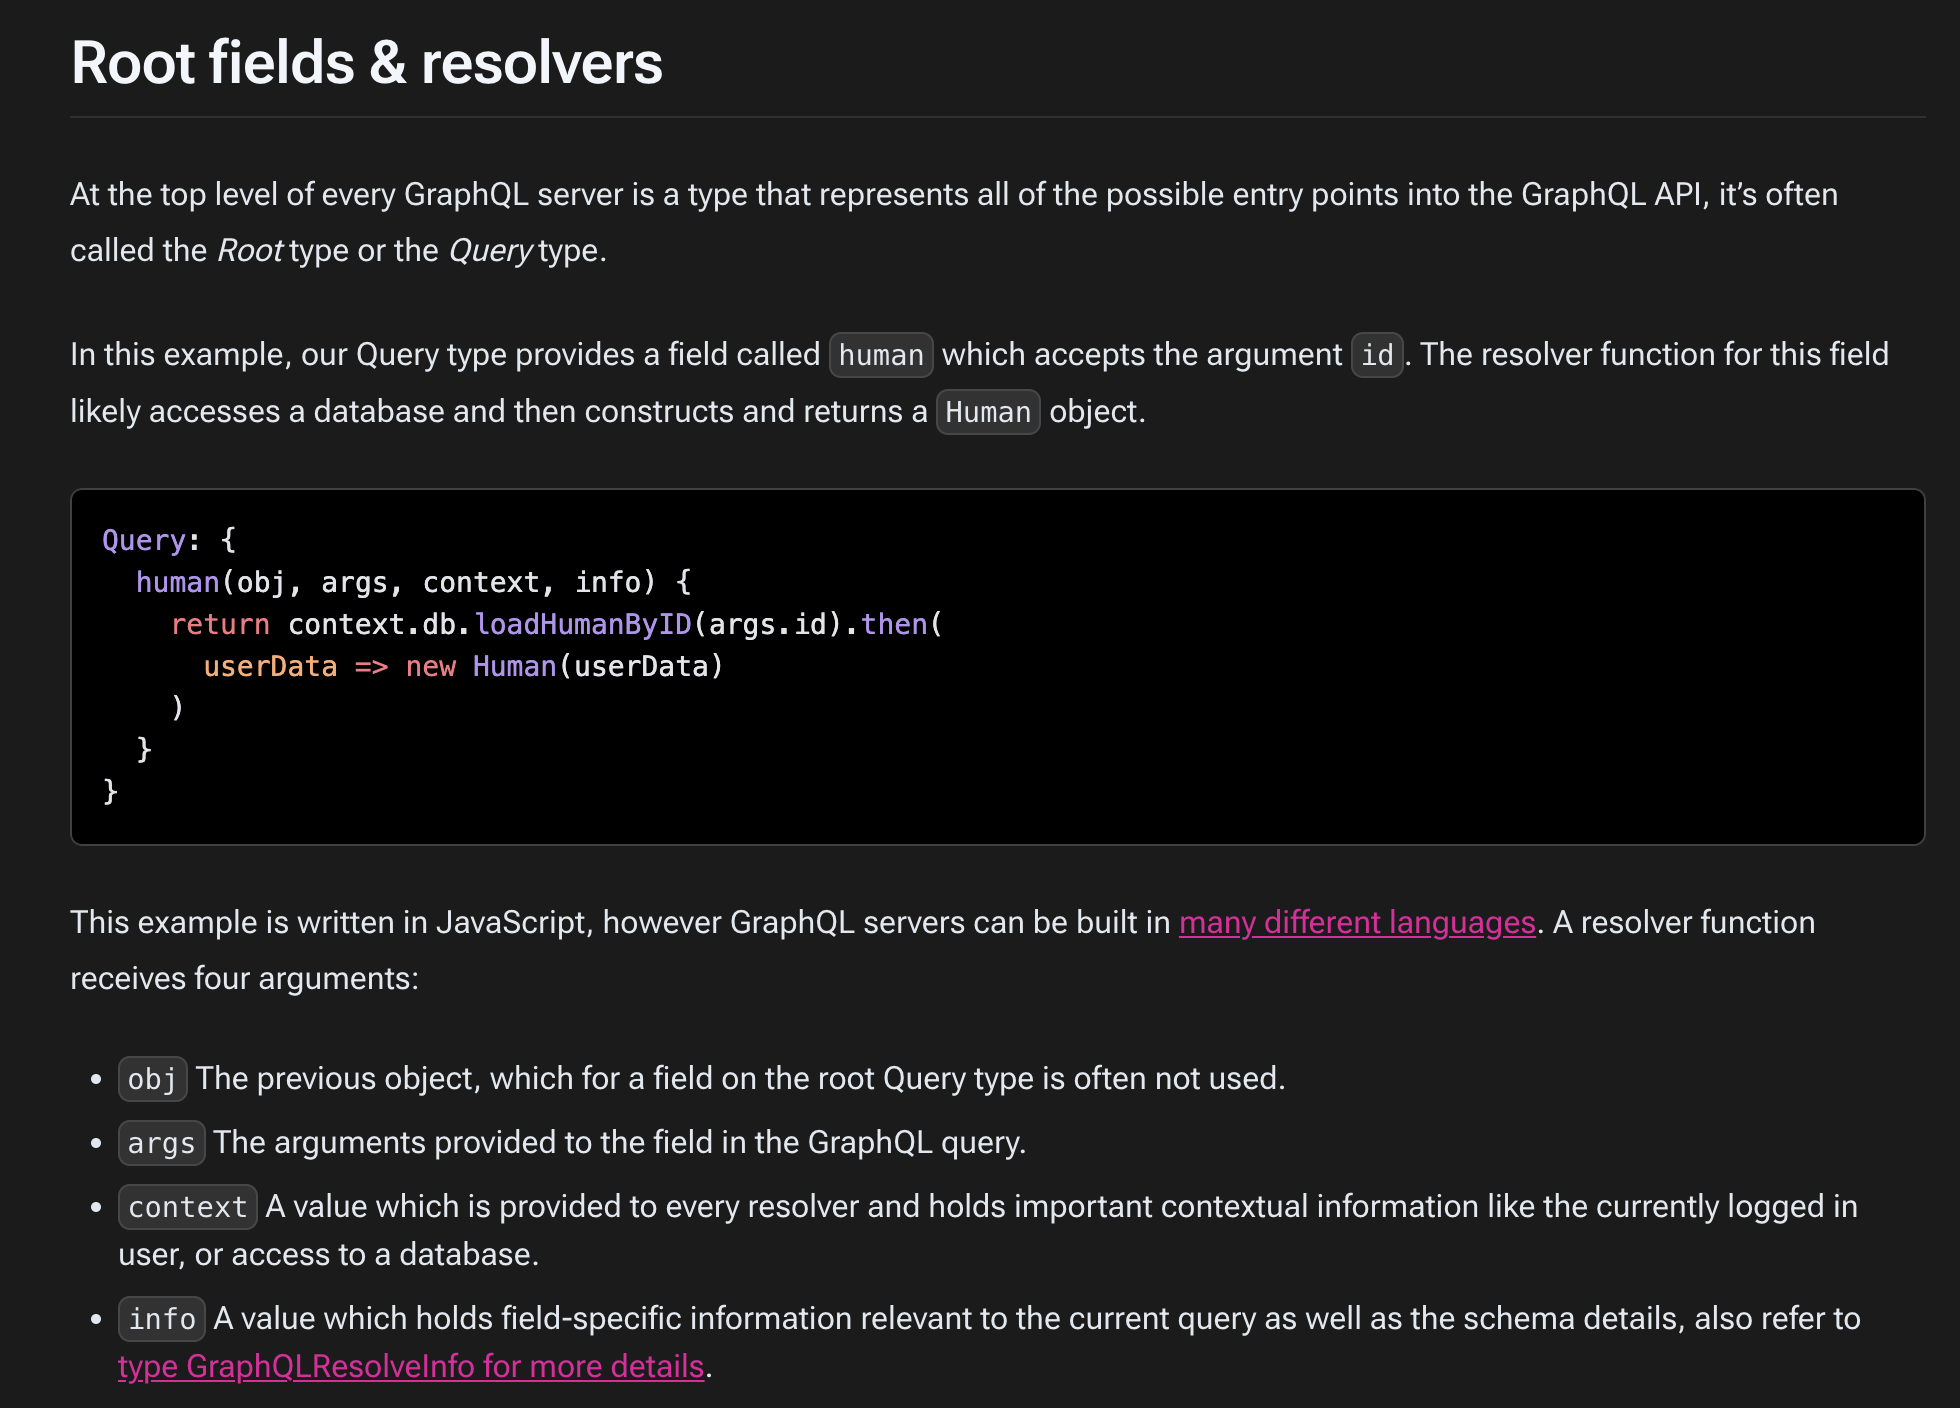 Root fields & resolvers
At the top level of every GraphQL server is a type that represents all of the possible entry points into the GraphQL API, it’s often
called the Root type or the Query type.
In this example, our Query type provides a field called human which accepts the argument id. The resolver function for this field
likely accesses a database and then constructs and returns a Human object.
Query: {
  human(obj, args, context, info) {
    return context.db.loadHumanByID(args.id).then(
      userData => new Human(userData)
    )
  }
}
This example is written in JavaScript, however GraphQL servers can be built in many different languages. A resolver function
receives four arguments:
• obj The previous object, which for a field on the root Query type is often not used.
• args The arguments provided to the field in the GraphQL query.
• context A value which is provided to every resolver and holds important contextual information like the currently logged in
user, or access to a database.
• info A value which holds field-specific information relevant to the current query as well as the schema details, also refer to
type GraphQLResolveInfo for more details.